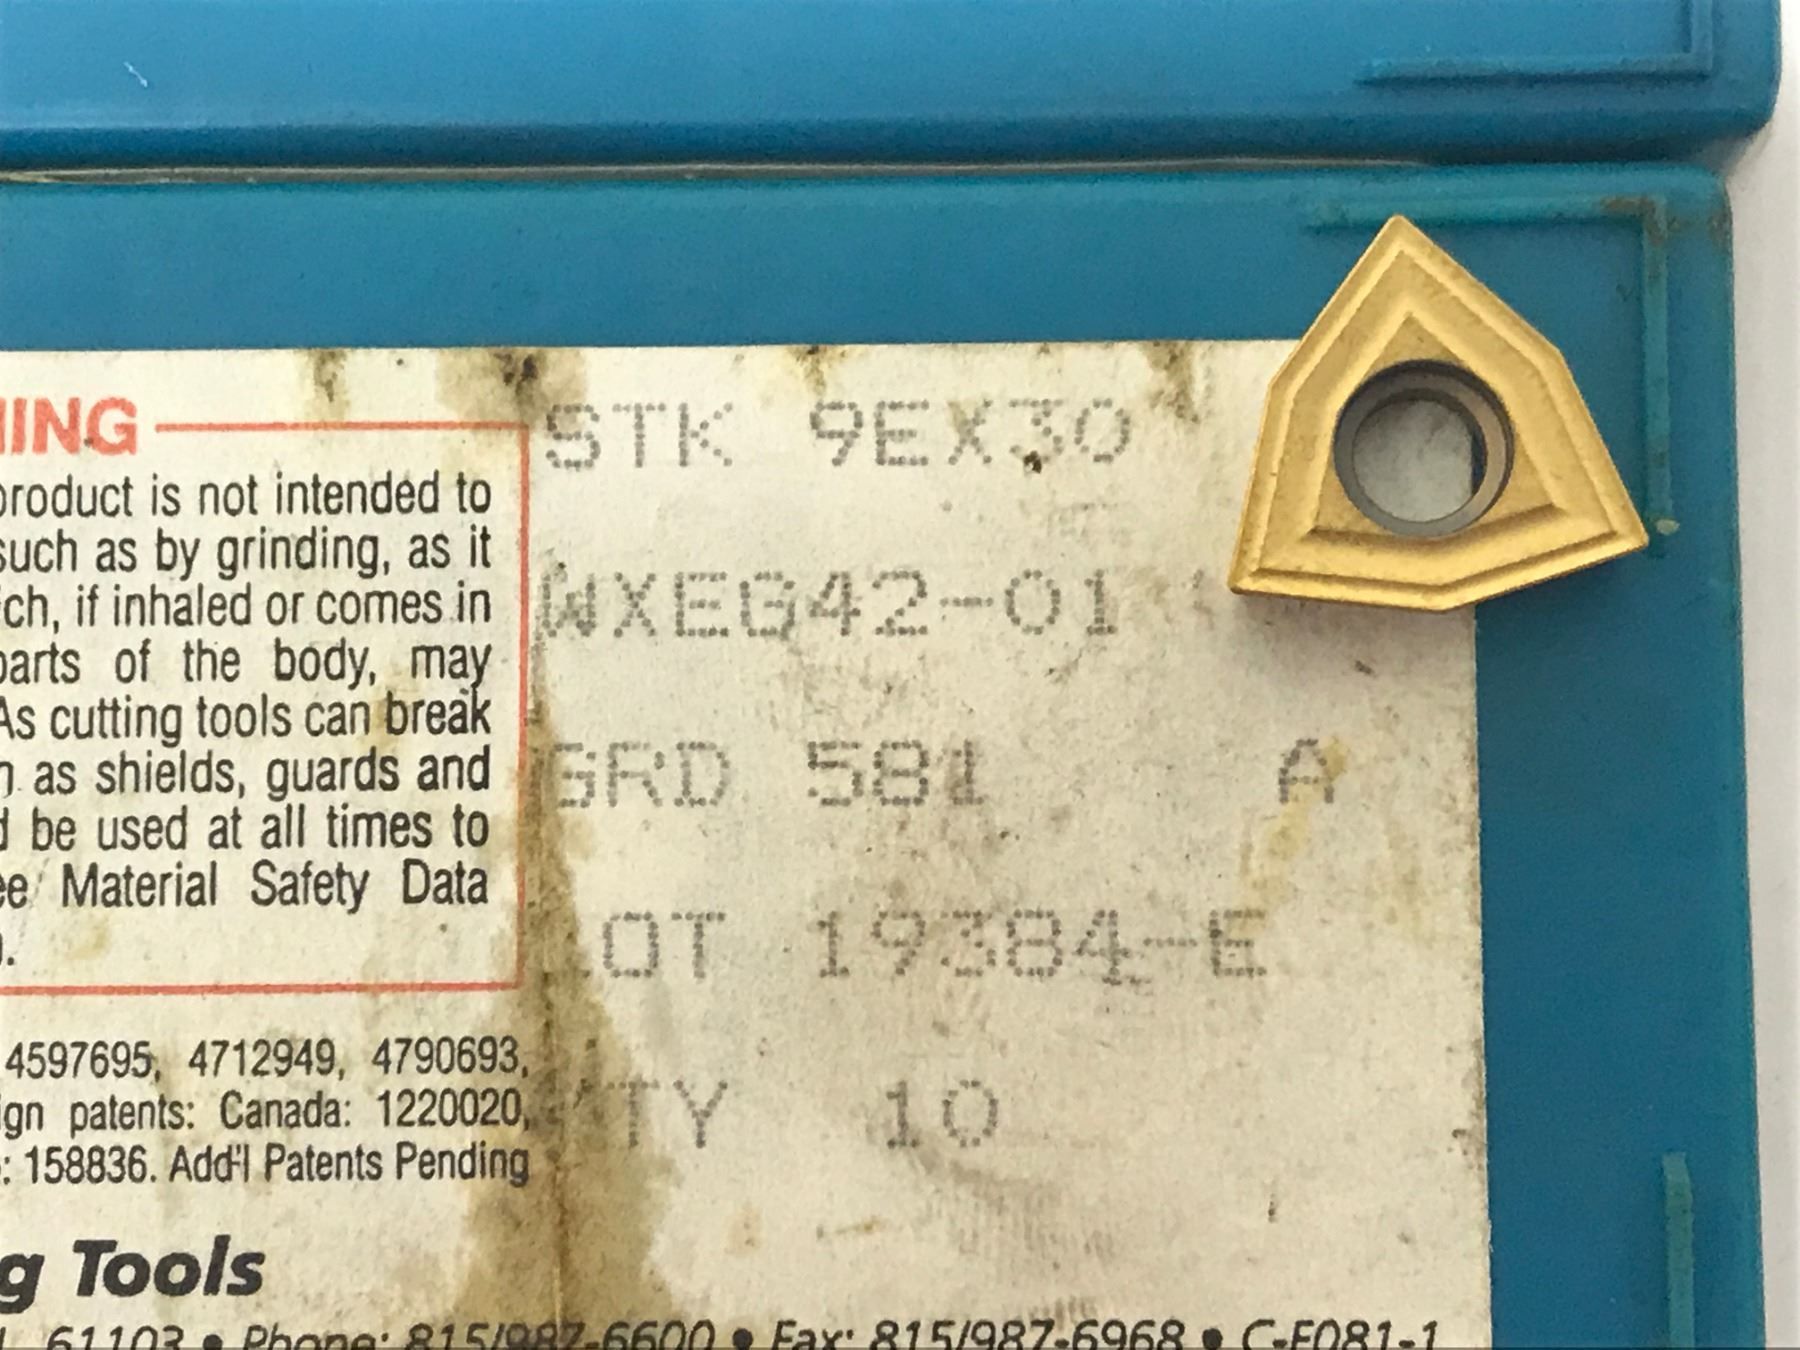 STK 9EX30
NING
product is not intended to
such as by grinding, as it
ich, if inhaled or comes in
parts of the body, may
As cutting tools can break
as shields, guards and
be used at all times to
ee Material Safety Data
WXEG42-01
GRD 581 A
LOT 19384-E
QTY 10
4597695, 4712949, 4790693,
ign patents: Canada: 1220020,
: 158836. Add'l Patents Pending
g Tools
61103 • Phone: 815/987-6600 • Fax: 815/987-6968 • C-F081-1